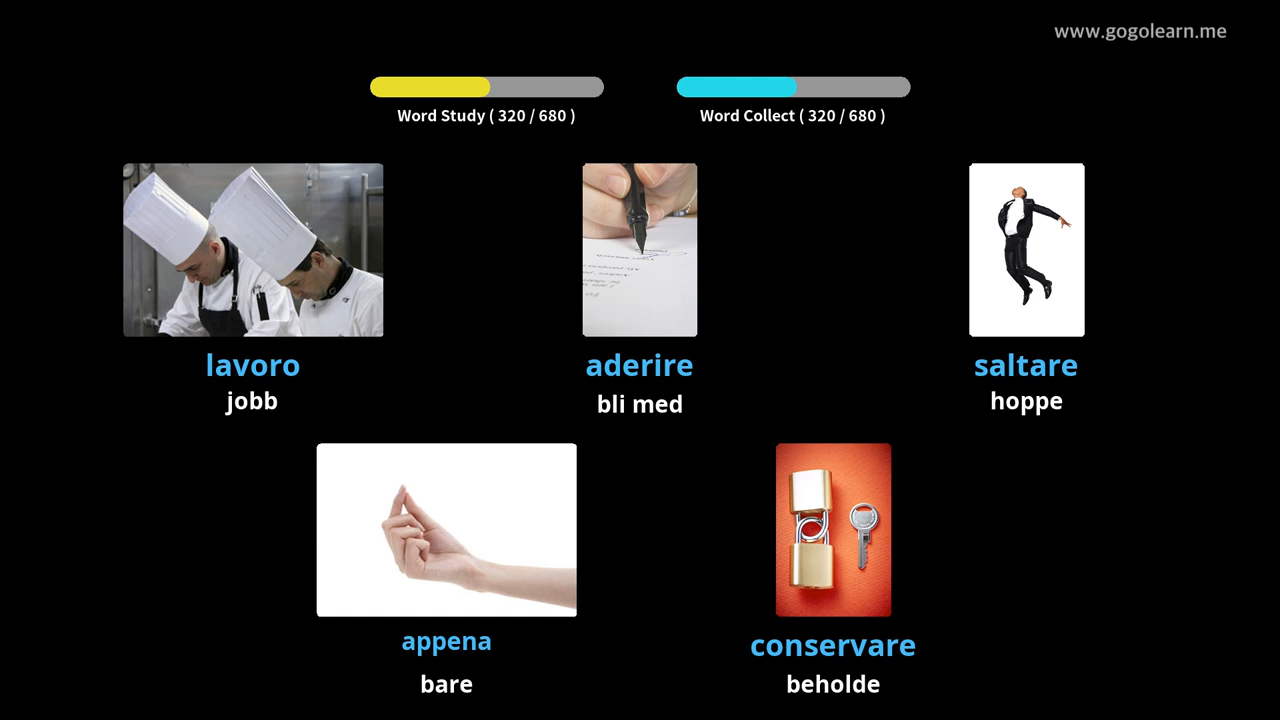 www.gogolearn.me
Word Study ( 320 / 680 )
Word Collect ( 320 / 680 )
lavoro
jobb
aderire
bli med
saltare
hoppe
appena
bare
conservare
beholde